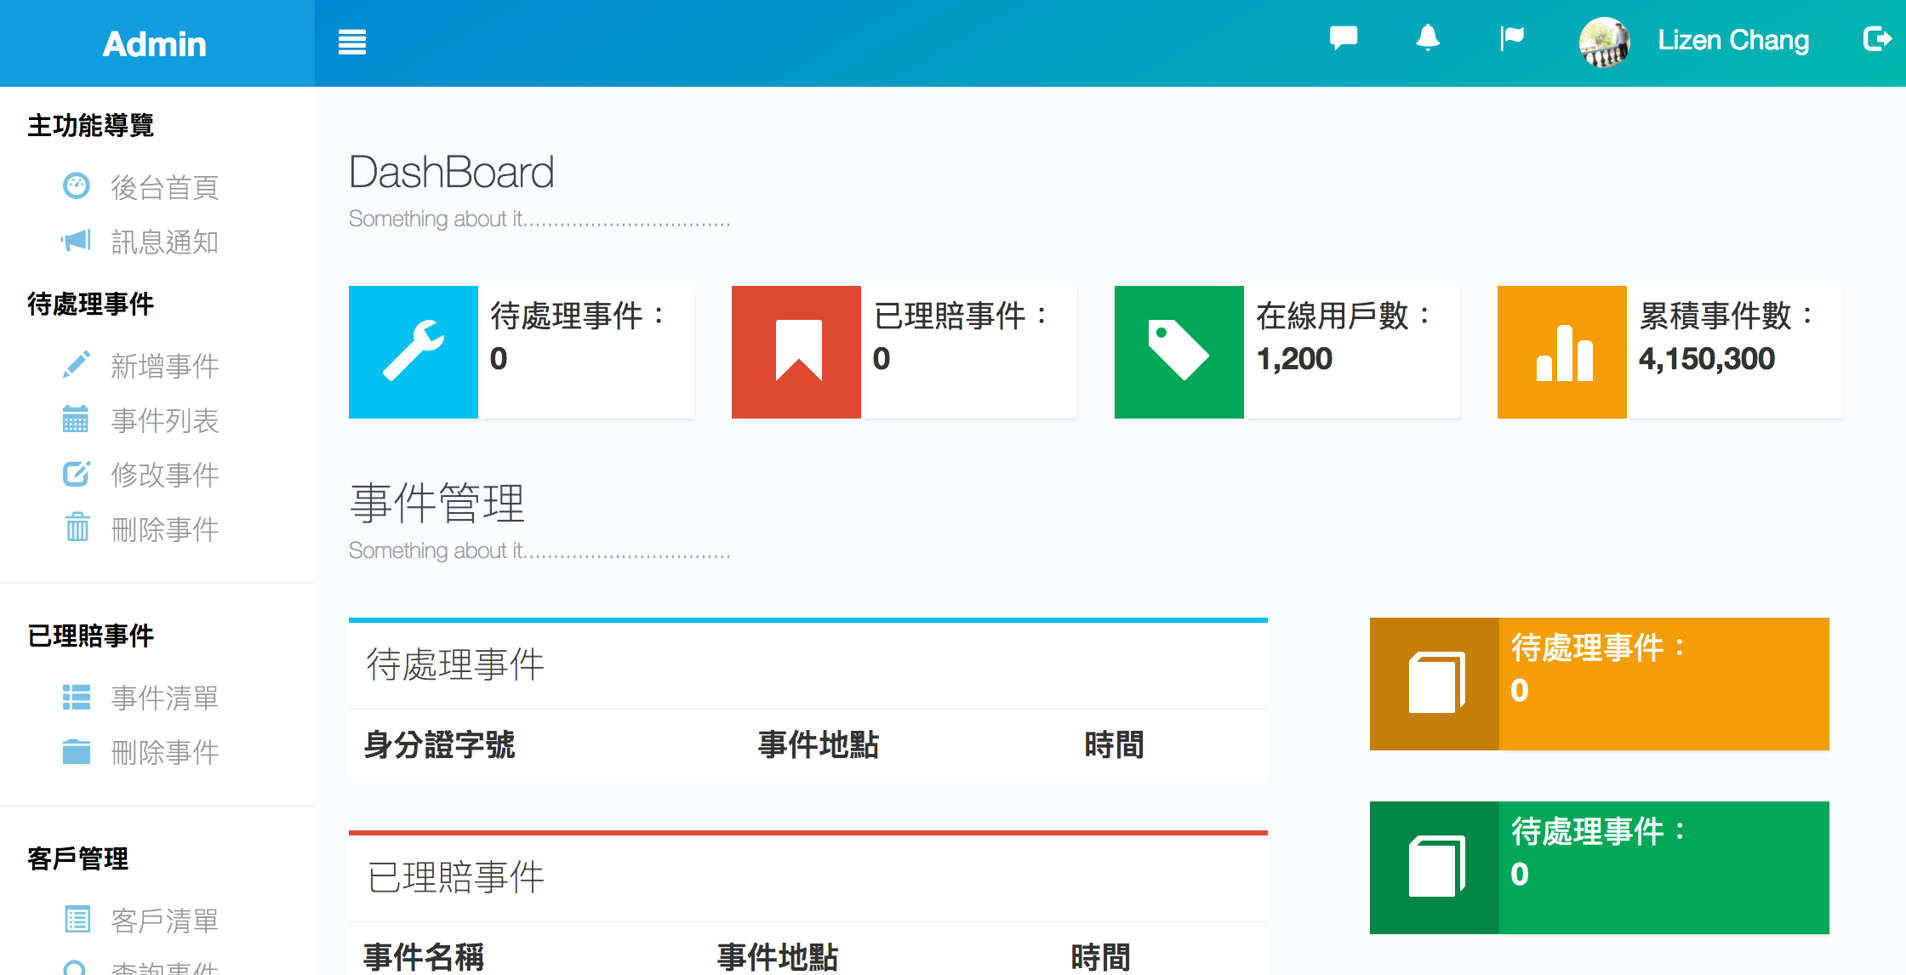 Admin
Lizen Chang
主功能導覽
後台首頁
訊息通知
待處理事件
新增事件
事件列表
修改事件
刪除事件
已理賠事件
事件清單
刪除事件
客戶管理
客戶清單
查詢事件
DashBoard
Something about it..................................
待處理事件：
0
已理賠事件：
0
在線用戶數：
1,200
累積事件數：
4,150,300
事件管理
Something about it..................................
待處理事件
身分證字號 事件地點 時間
已理賠事件
事件名稱 事件地點 時間
待處理事件：
0
待處理事件：
0